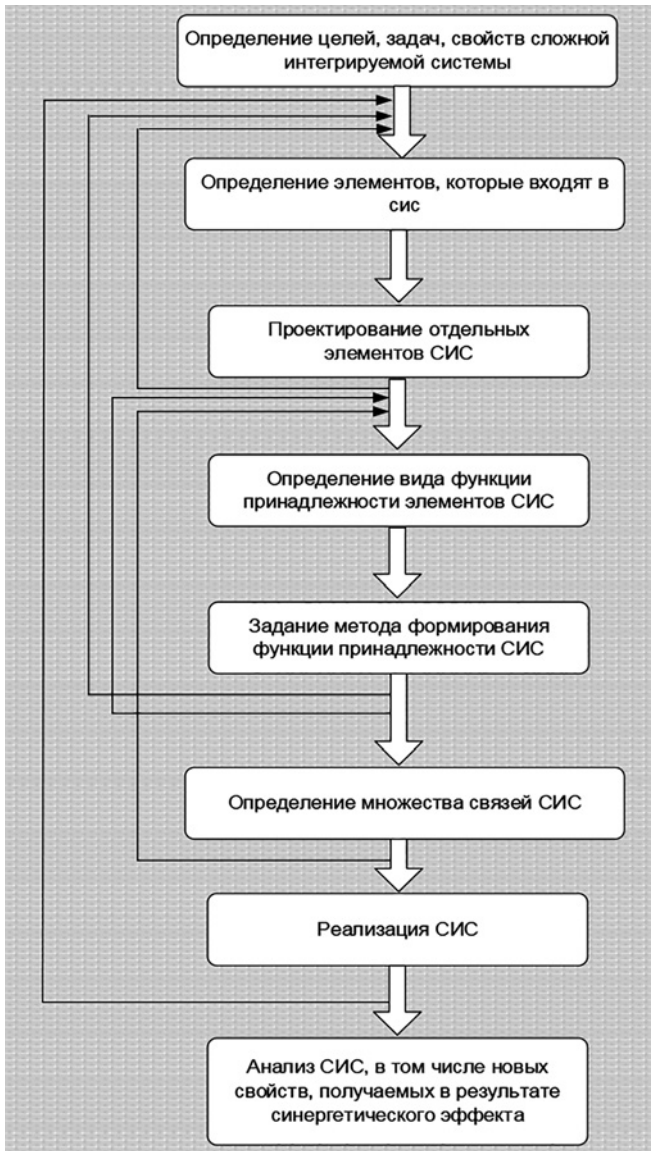 Определение целей, задач, свойств сложной
интегрируемой системы
Определение элементов, которые входят в
сис
Проектирование отдельных
элементов СИС
Определение вида функции
принадлежности элементов СИС
Задание метода формирования
функции принадлежности СИС
Определение множества связей СИС
Реализация СИС
Анализ СИС, в том числе новых
свойств, получаемых в результате
синергетического эффекта